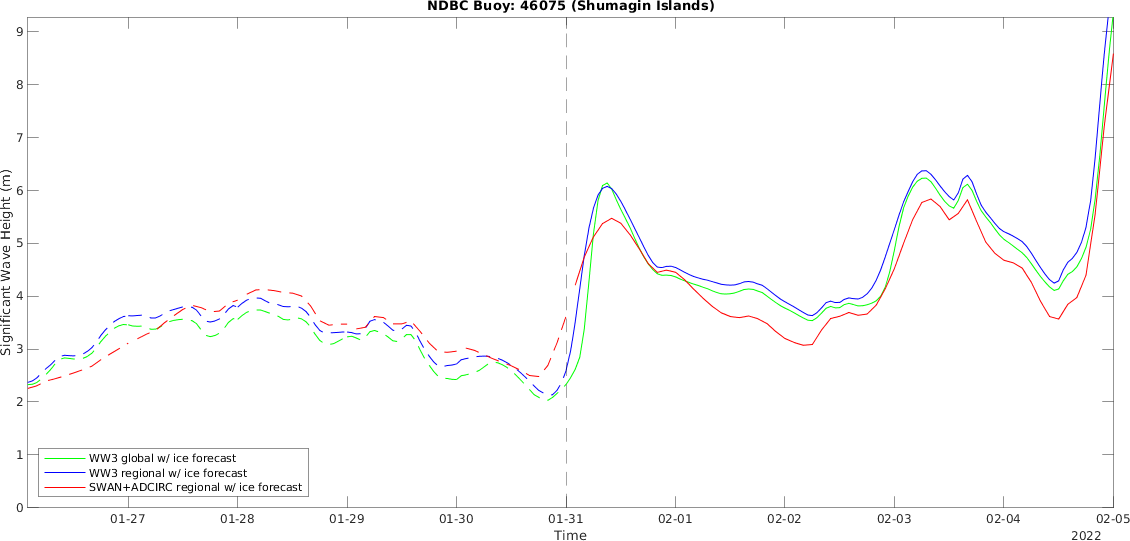 NDBC Buoy: 46075 (Shumagin Islands)
Significant Wave Height (m)
9
8
7
6
5
4
3
2
1
0
WW3 global w/ ice forecast
WW3 regional w/ ice forecast
SWAN+ADCIRC regional w/ ice forecast
01-27 01-28 01-29 01-30 01-31 02-01 02-02 02-03 02-04 02-05
Time
2022